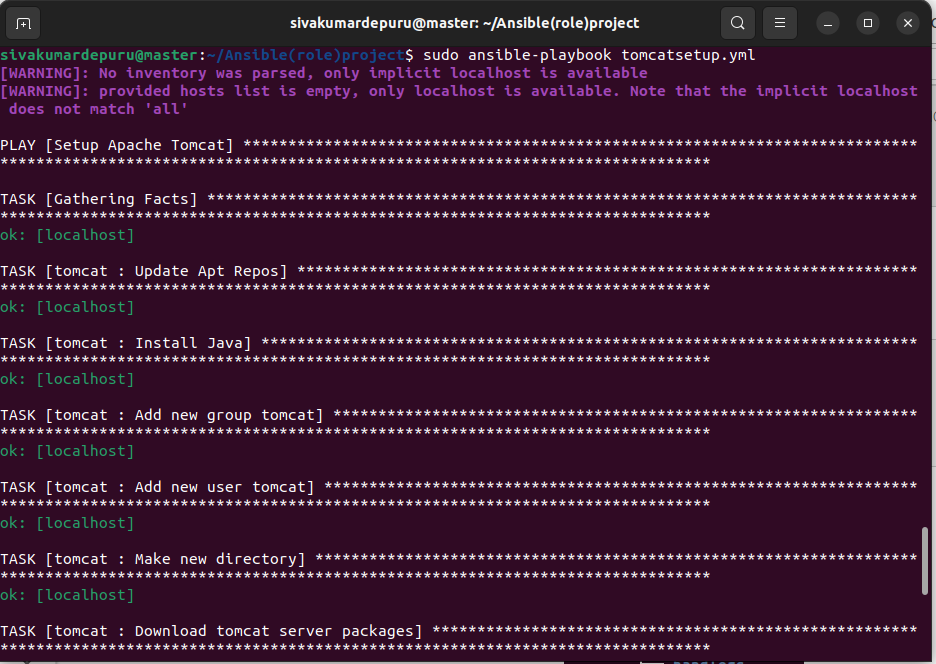 sivakumardepuru@master: ~/Ansible(role)project
sivakumardepuru@master:~/Ansible(role)project$ sudo ansible-playbook tomcatsetup.yml
[WARNING]: No inventory was parsed, only implicit localhost is available
[WARNING]: provided hosts list is empty, only localhost is available. Note that the implicit localhost
does not match 'all'
PLAY [Setup Apache Tomcat] ***************************************************************************
*******************************************************************************
TASK [Gathering Facts] *******************************************************************************
*******************************************************************************
ok: [localhost]
TASK [tomcat : Update Apt Repos] *********************************************************************
*******************************************************************************
ok: [localhost]
TASK [tomcat : Install Java] *************************************************************************
*******************************************************************************
ok: [localhost]
TASK [tomcat : Add new group tomcat] *****************************************************************
*******************************************************************************
ok: [localhost]
TASK [tomcat : Add new user tomcat] ******************************************************************
*******************************************************************************
ok: [localhost]
TASK [tomcat : Make new directory] *******************************************************************
*******************************************************************************
ok: [localhost]
TASK [tomcat : Download tomcat server packages] ******************************************************
*******************************************************************************